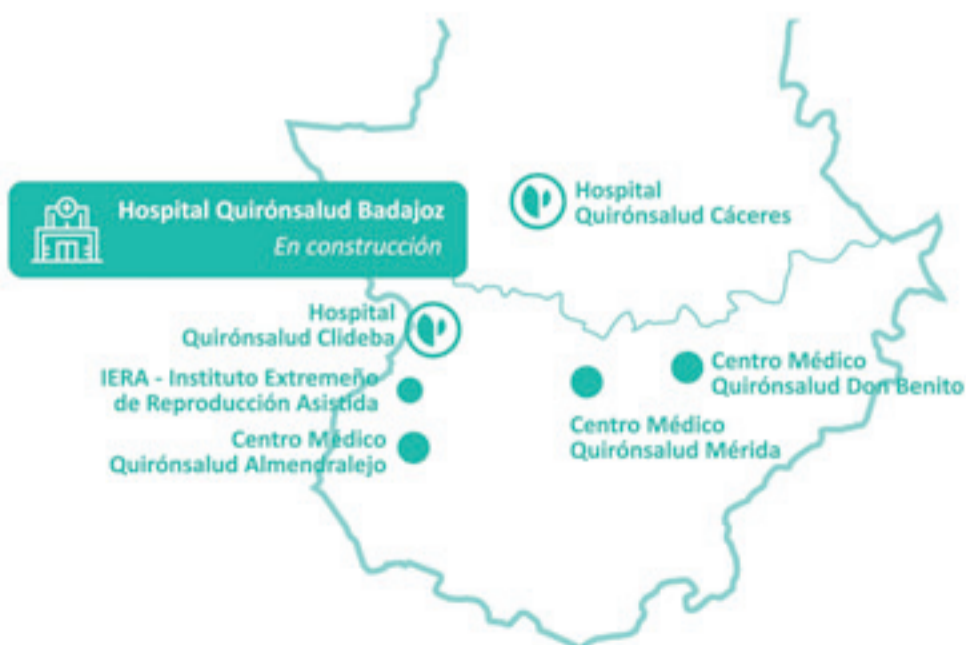 Hospital Quirónsalud Badajoz
En construcción
Hospital
Quirónsalud Cáceres
Hospital
Quirónsalud Clideba
IERA - Instituto Extremeño
de Reproducción Asistida
Centro Médico
Quirónsalud Almendralejo
Centro Médico
Quirónsalud Mérida
Centro Médico
Quirónsalud Don Benito